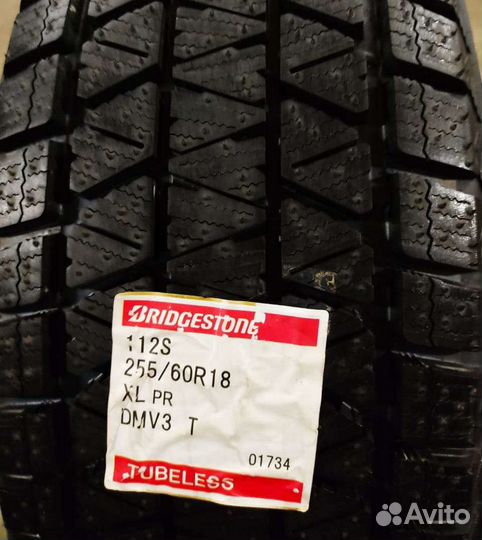 BRIDGESTONE
112S
255/60R18
XL PR
DMV3 T
01734
TUBELESS
Avito